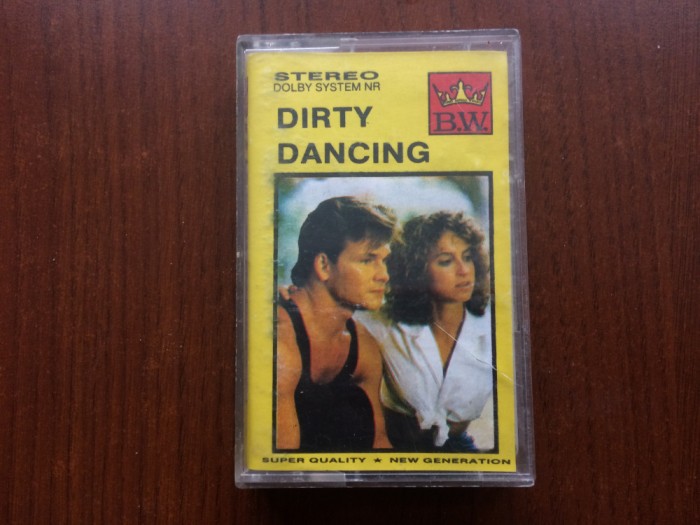 STEREO
DOLBY SYSTEM NR
DIRTY
DANCING
B.W.
SUPER QUALITY ★ NEW GENERATION